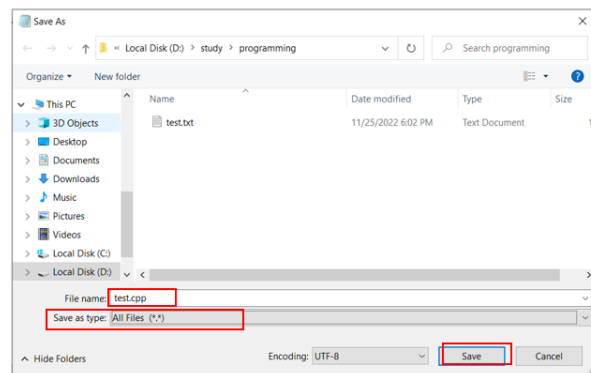 Save As
« Local Disk (D:) > study > programming
Search programming
Organize
New folder
Name Date modified Type Size
This PC
3D Objects
Desktop
Documents
Downloads
Music
Pictures
Videos
Local Disk (C:)
Local Disk (D:)
test.txt 11/25/2022 6:02 PM Text Document 1
File name: test.cpp
Save as type: All Files (*.*)
Hide Folders
Encoding: UTF-8
Save
Cancel